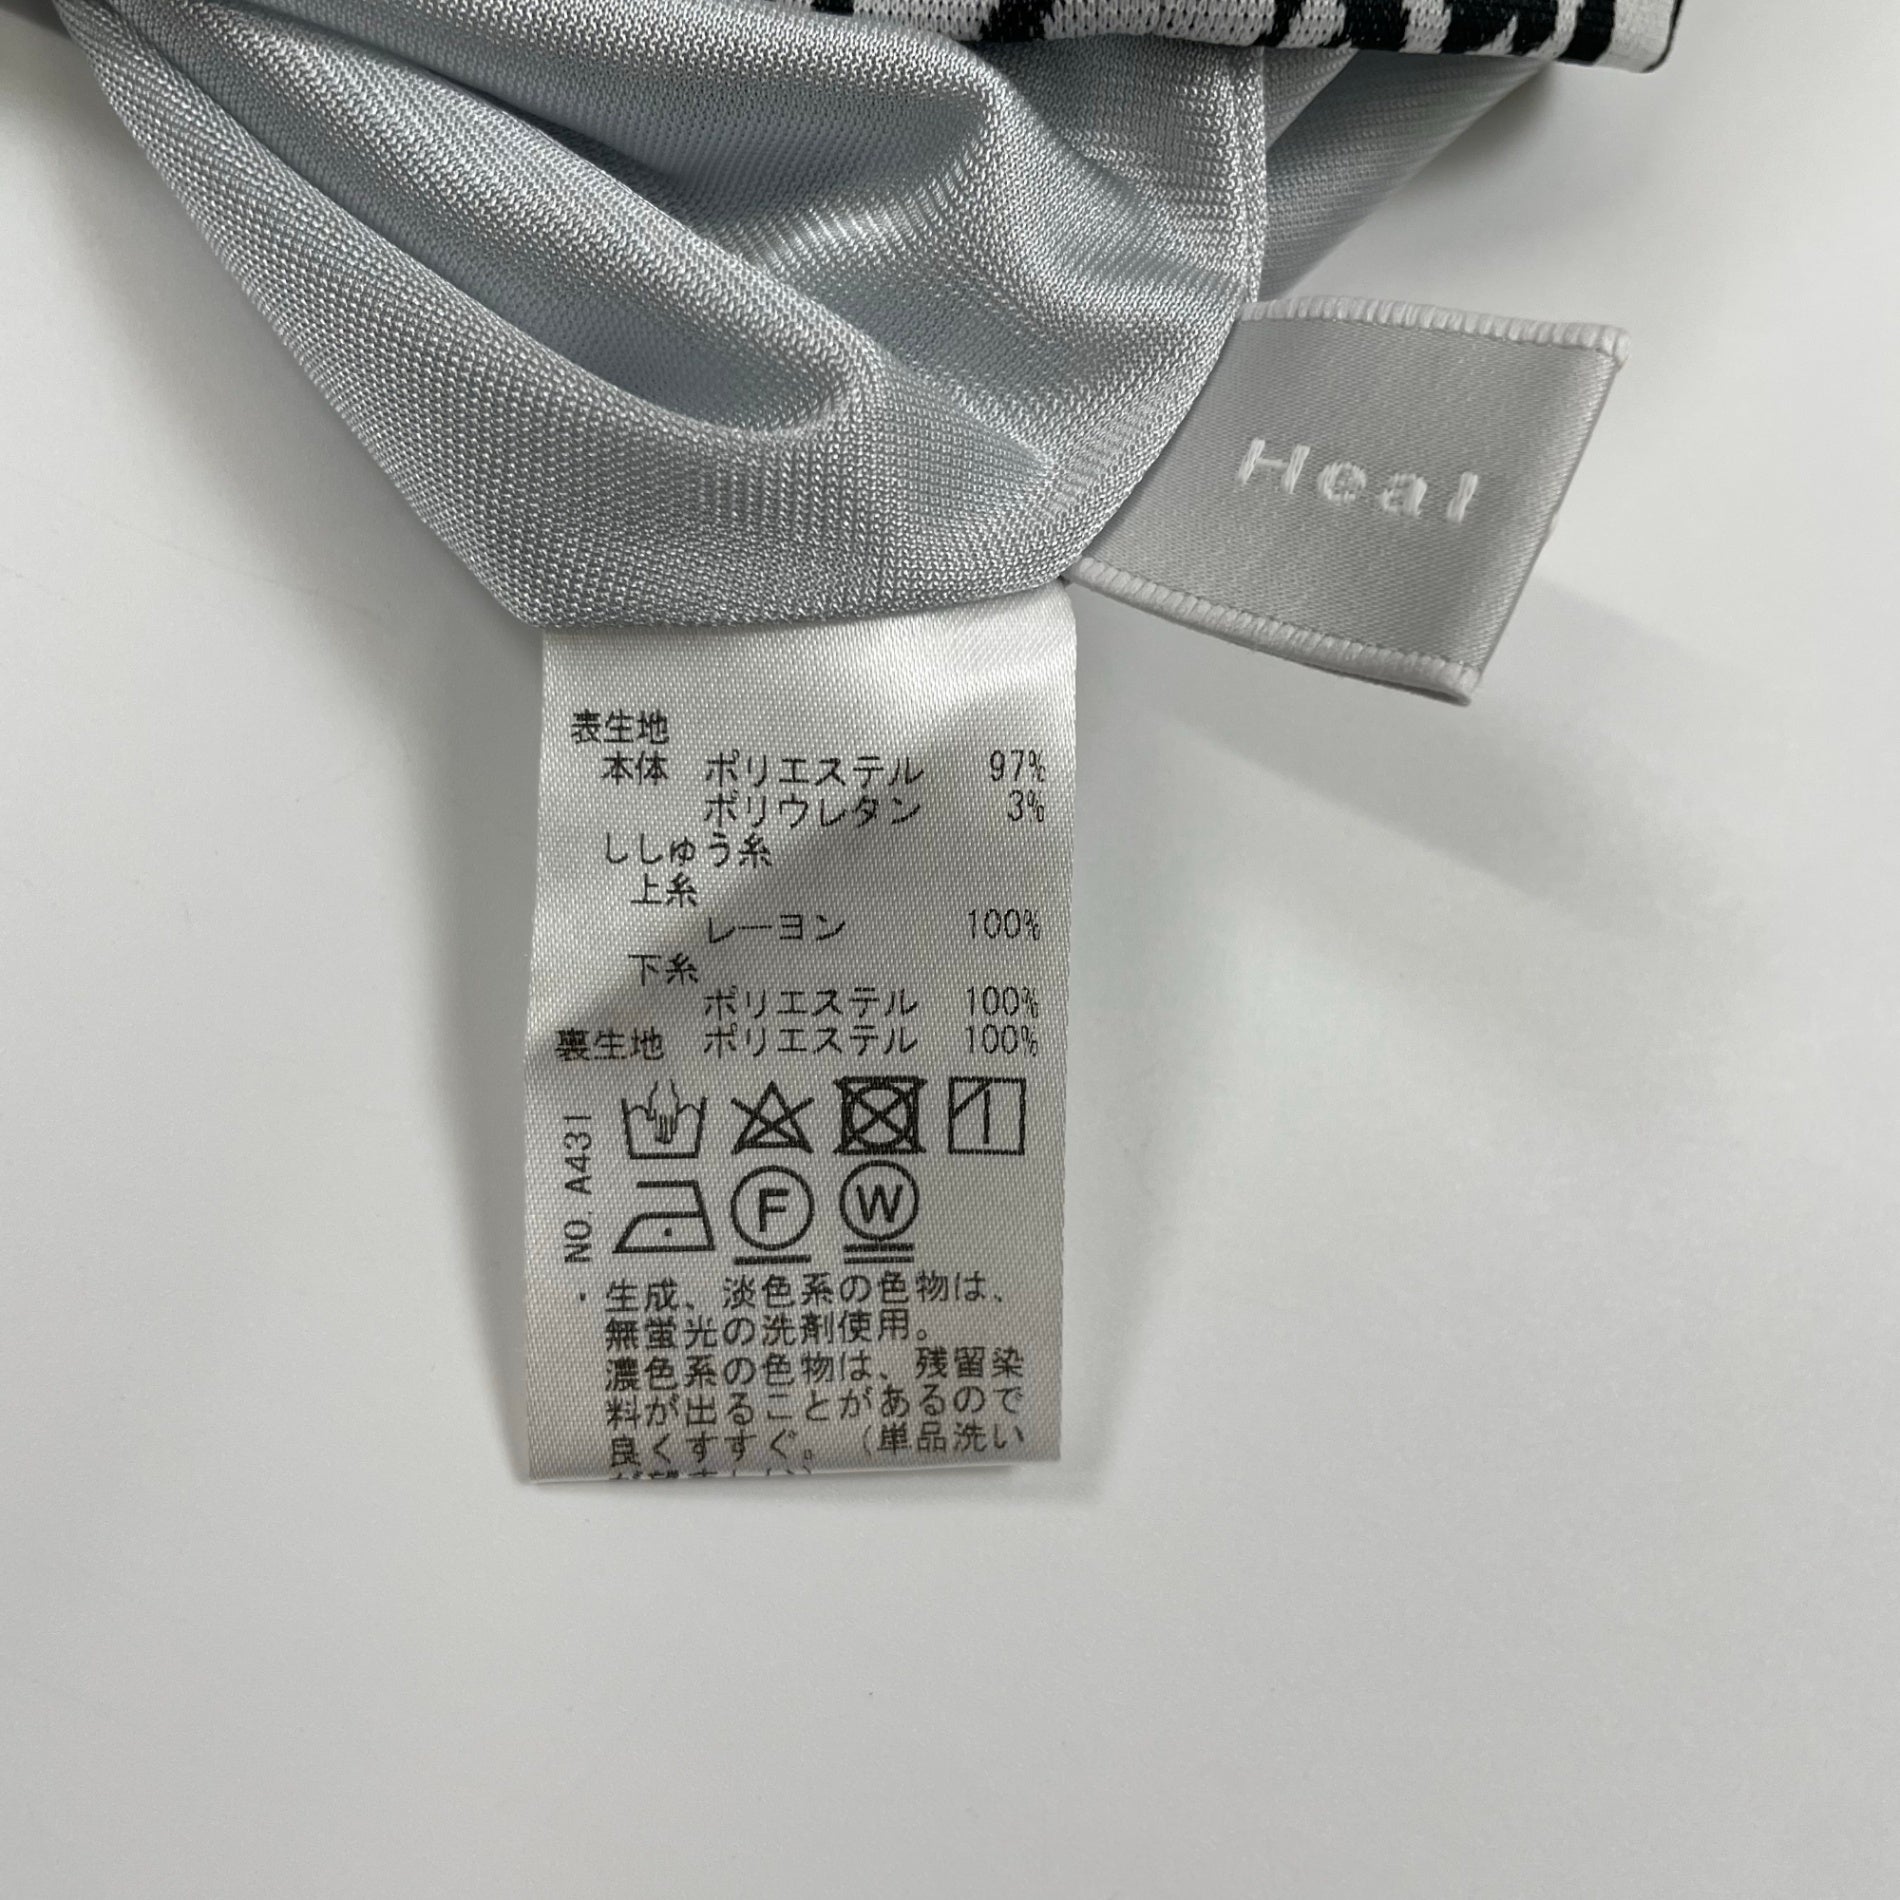 Heal
表生地
本体 ポリエステル 97%
ポリウレタン 3%
ししゅう糸
上糸
レーヨン 100%
下糸
ポリエステル 100%
裏生地 ポリエステル 100%
NO. A431
F W
・生成、淡色系の色物は、
無蛍光の洗剤使用。
濃色系の色物は、残留染
料が出ることがあるので
良くすすぐ。（単品洗い